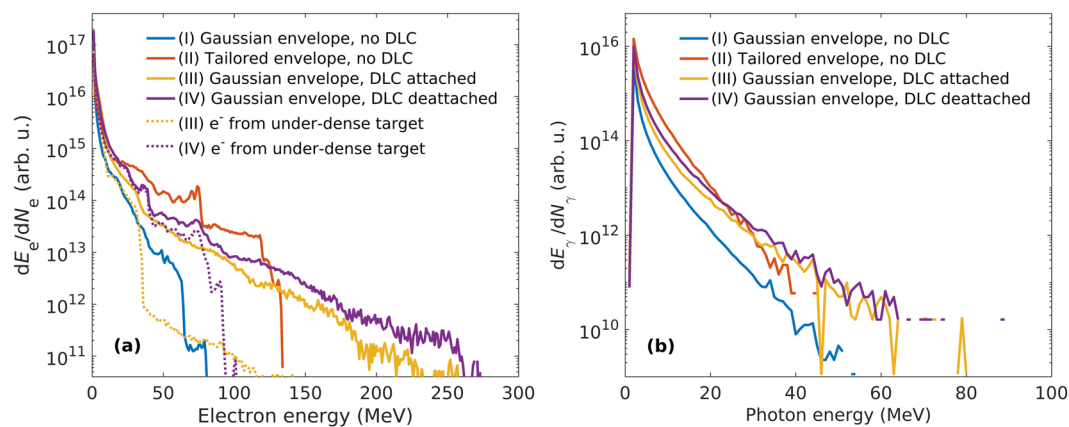 (I) Gaussian envelope, no DLC
(II) Tailored envelope, no DLC
(III) Gaussian envelope, DLC attached
(IV) Gaussian envelope, DLC deattached
(III) e⁻ from under-dense target
(IV) e⁻ from under-dense target
10¹⁷
10¹⁶
10¹⁵
10¹⁴
10¹³
10¹²
10¹¹
dEₑ/dNₑ (arb. u.)
(a)
0 50 100 150 200 250 300
Electron energy (MeV)
(I) Gaussian envelope, no DLC
(II) Tailored envelope, no DLC
(III) Gaussian envelope, DLC attached
(IV) Gaussian envelope, DLC deattached
10¹⁶
10¹⁴
10¹²
10¹⁰
dEᵧ/dNᵧ (arb. u.)
(b)
0 20 40 60 80 100
Photon energy (MeV)